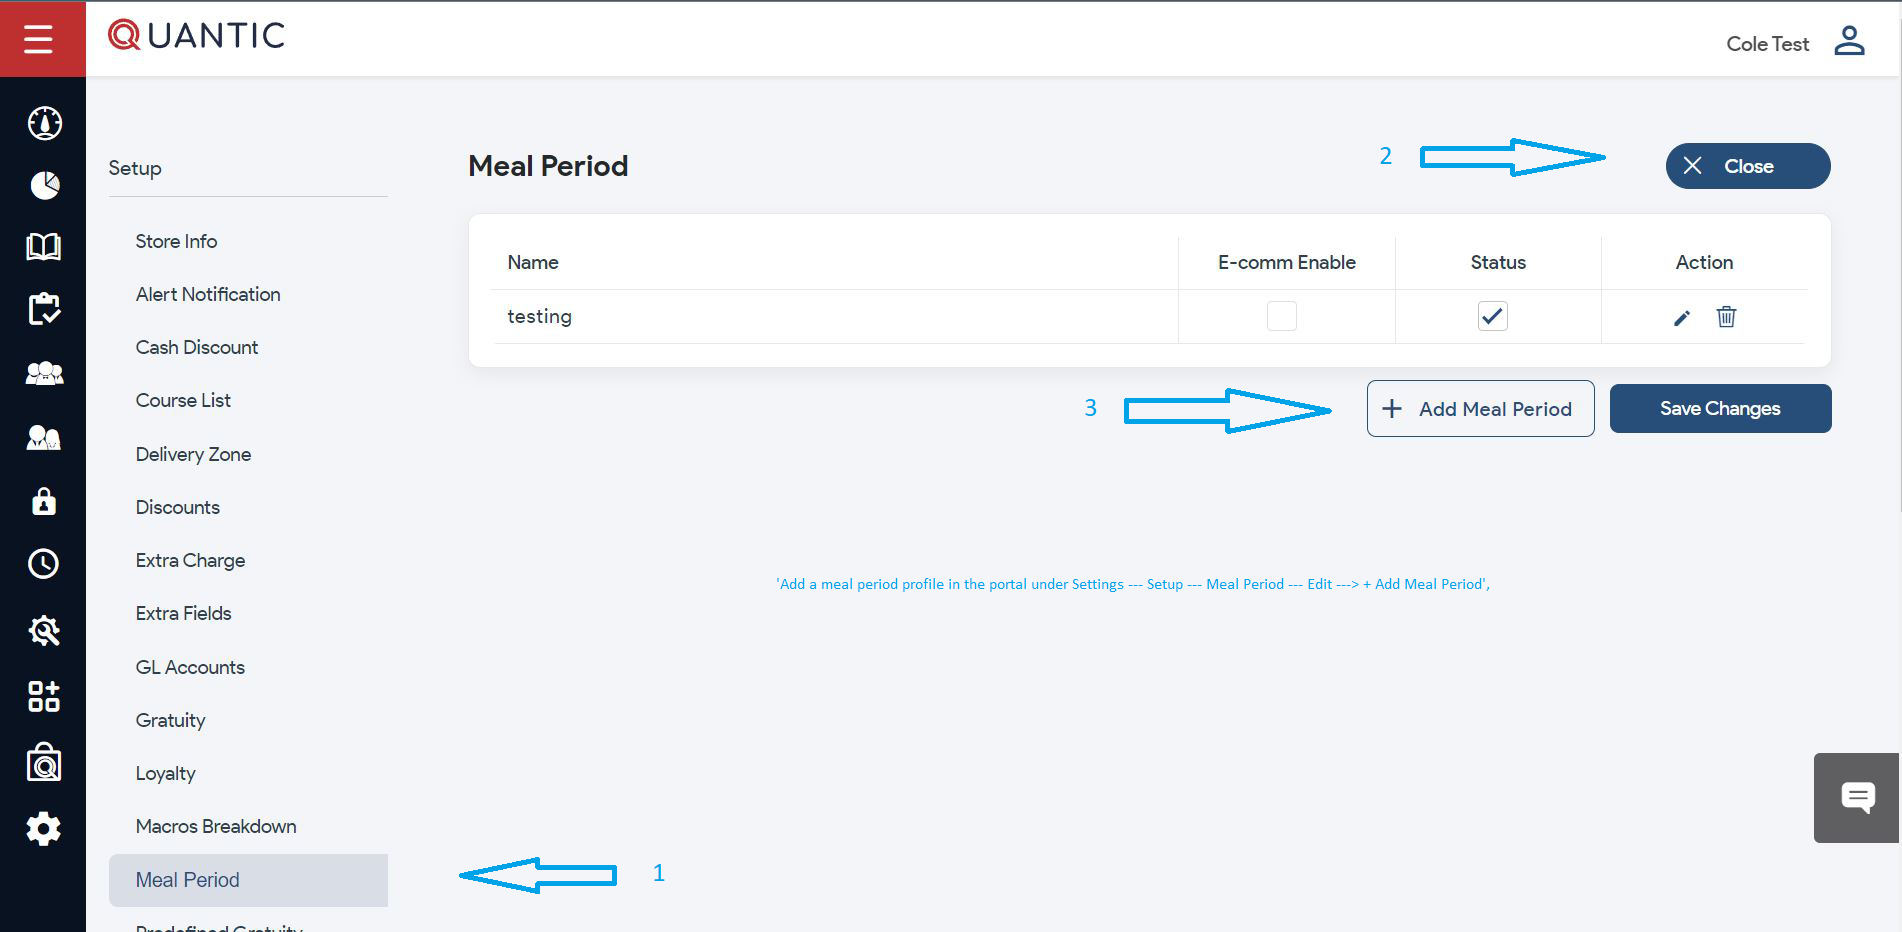 QUANTIC
Cole Test
Setup
Store Info
Alert Notification
Cash Discount
Course List
Delivery Zone
Discounts
Extra Charge
Extra Fields
GL Accounts
Gratuity
Loyalty
Macros Breakdown
Meal Period
Predefined Gratuity
1
Meal Period
2
Close
Name E-comm Enable Status Action
testing
3
+ Add Meal Period
Save Changes
'Add a meal period profile in the portal under Settings --- Setup --- Meal Period --- Edit ---> + Add Meal Period',